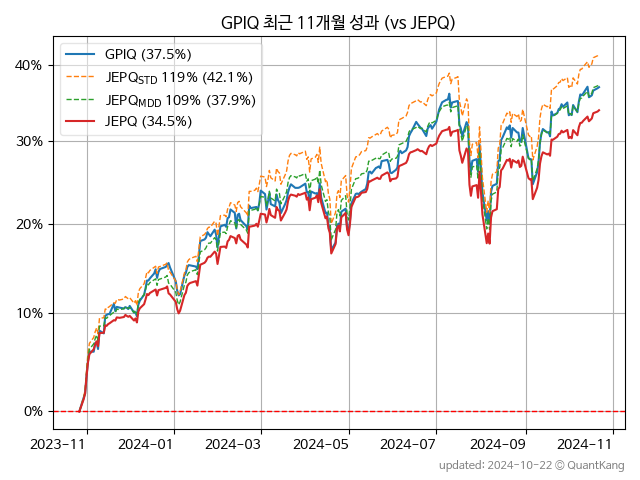 GPIQ 최근 11개월 성과 (vs JEPQ)
GPIQ (37.5%)
JEPQSTD 119% (42.1%)
JEPQMDD 109% (37.9%)
JEPQ (34.5%)
40%
30%
20%
10%
0%
2023-11 2024-01 2024-03 2024-05 2024-07 2024-09 2024-11
updated: 2024-10-22 © QuantKang